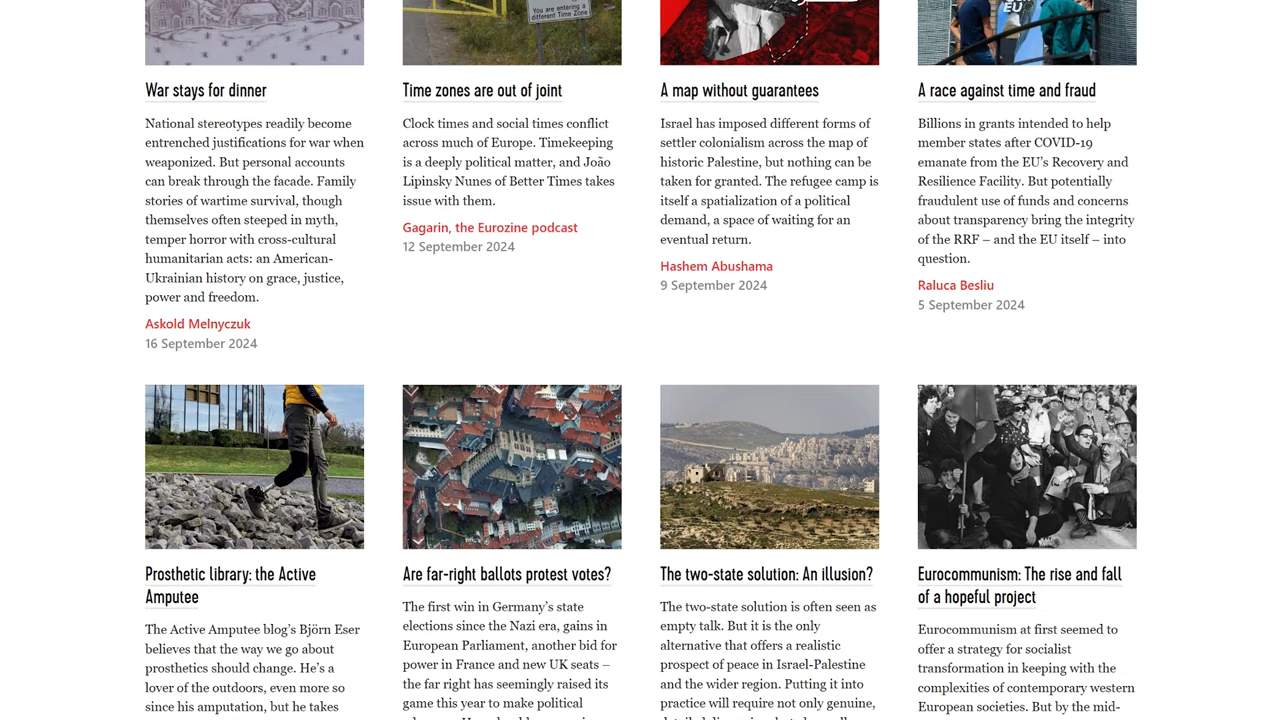 You are entering a
different Time Zone
EU
War stays for dinner
National stereotypes readily become
entrenched justifications for war when
weaponized. But personal accounts
can break through the facade. Family
stories of wartime survival, though
themselves often steeped in myth,
temper horror with cross-cultural
humanitarian acts: an American-
Ukrainian history on grace, justice,
power and freedom.
Askold Melnyczuk
16 September 2024
Time zones are out of joint
Clock times and social times conflict
across much of Europe. Timekeeping
is a deeply political matter, and João
Lipinsky Nunes of Better Times takes
issue with them.
Gagarin, the Eurozine podcast
12 September 2024
A map without guarantees
Israel has imposed different forms of
settler colonialism across the map of
historic Palestine, but nothing can be
taken for granted. The refugee camp is
itself a spatialization of a political
demand, a space of waiting for an
eventual return.
Hashem Abushama
9 September 2024
A race against time and fraud
Billions in grants intended to help
member states after COVID-19
emanate from the EU's Recovery and
Resilience Facility. But potentially
fraudulent use of funds and concerns
about transparency bring the integrity
of the RRF – and the EU itself – into
question.
Raluca Besliu
5 September 2024
Prosthetic library: the Active
Amputee
The Active Amputee blog's Björn Eser
believes that the way we go about
prosthetics should change. He's a
lover of the outdoors, even more so
since his amputation, but he takes
Are far-right ballots protest votes?
The first win in Germany's state
elections since the Nazi era, gains in
European Parliament, another bid for
power in France and new UK seats –
the far right has seemingly raised its
game this year to make political
The two-state solution: An illusion?
The two-state solution is often seen as
empty talk. But it is the only
alternative that offers a realistic
prospect of peace in Israel-Palestine
and the wider region. Putting it into
practice will require not only genuine,
Eurocommunism: The rise and fall
of a hopeful project
Eurocommunism at first seemed to
offer a strategy for socialist
transformation in keeping with the
complexities of contemporary western
European societies. But by the mid-